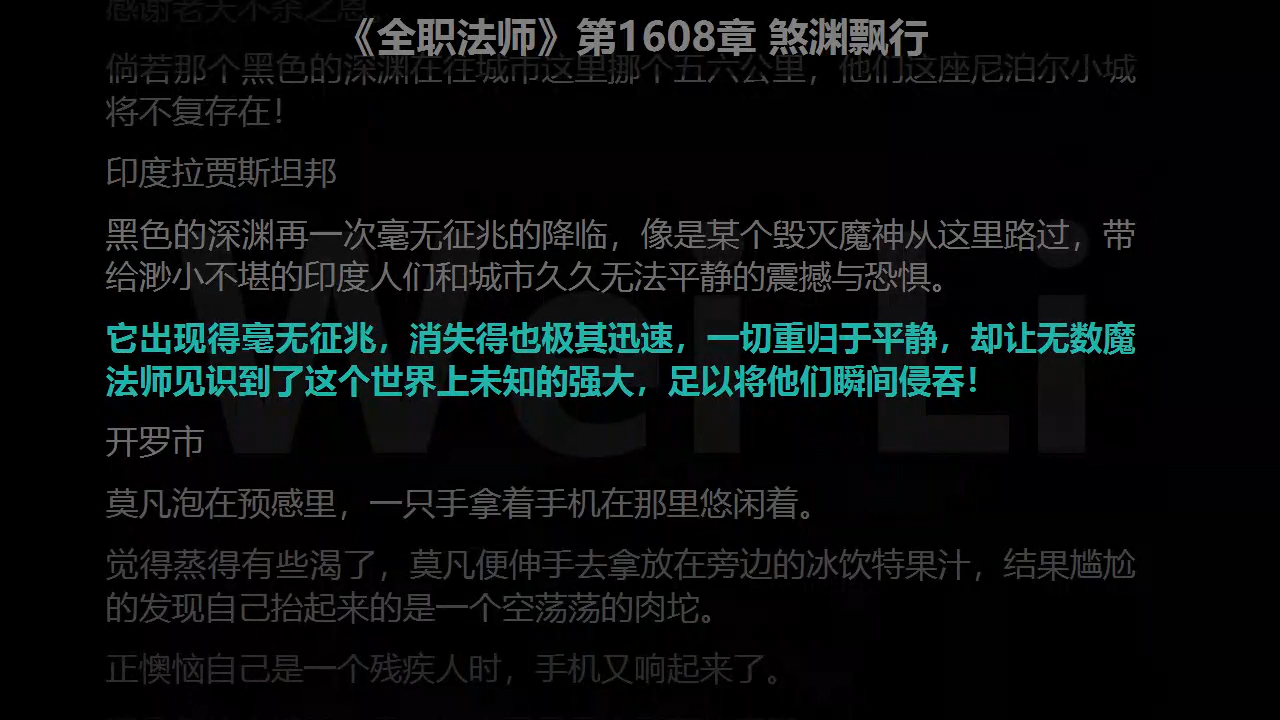 感谢老天不杀之恩
《全职法师》第1608章 煞渊飘行
倘若那个黑色的深渊在往城市这里挪个五六公里，他们这座尼泊尔小城
将不复存在！
印度拉贾斯坦邦
黑色的深渊再一次毫无征兆的降临，像是某个毁灭魔神从这里路过，带
给渺小不堪的印度人们和城市久久无法平静的震撼与恐惧。
它出现得毫无征兆，消失得也极其迅速，一切重归于平静，却让无数魔
法师见识到了这个世界上未知的强大，足以将他们瞬间侵吞！
开罗市
莫凡泡在预感里，一只手拿着手机在那里悠闲着。
觉得蒸得有些渴了，莫凡便伸手去拿放在旁边的冰饮特果汁，结果尴尬
的发现自己抬起来的是一个空荡荡的肉坨。
正懊恼自己是一个残疾人时，手机又响起来了。
Wei Li